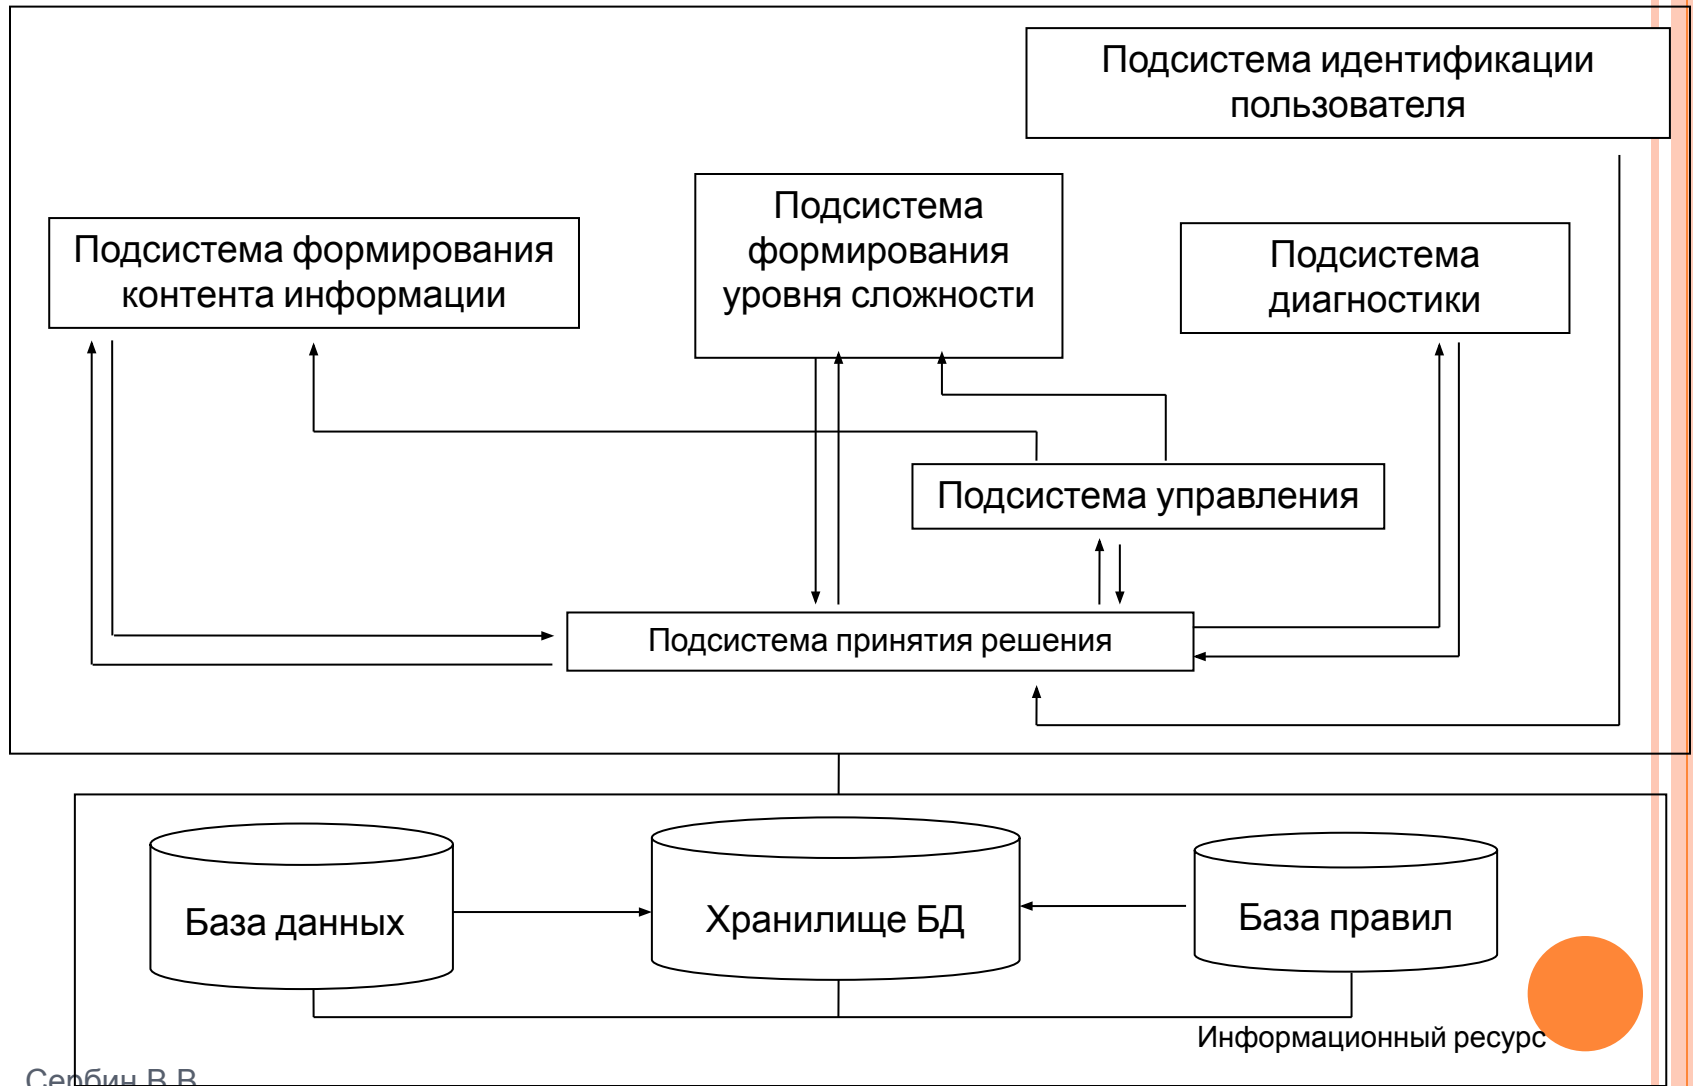 Подсистема идентификации
пользователя
Подсистема
формирования
уровня сложности
Подсистема формирования
контента информации
Подсистема
диагностики
Подсистема управления
Подсистема принятия решения
База данных
Хранилище БД
База правил
Информационный ресурс
Сербин В.В.